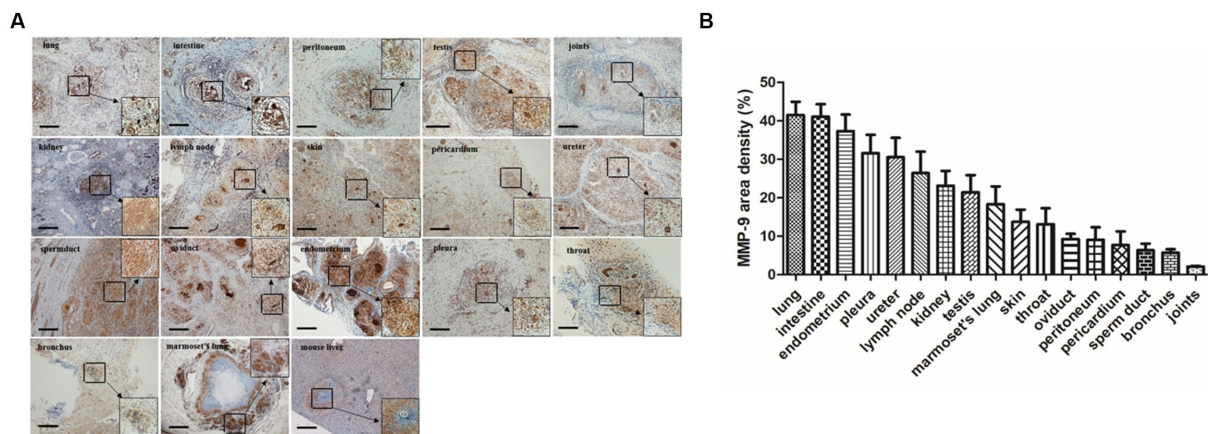 A
lung
intestine
peritoneum
testis
joints
kidney
lymph node
skin
pericardium
ureter
spermduct
oviduct
endometrium
pleura
throat
bronchus
marmoset's lung
mouse liver
B
MMP-9 area density (%)
50
40
30
20
10
0
lung
intestine
endometrium
pleura
ureter
lymph node
kidney
testis
marmoset's lung
skin
throat
oviduct
peritoneum
pericardium
sperm duct
bronchus
joints